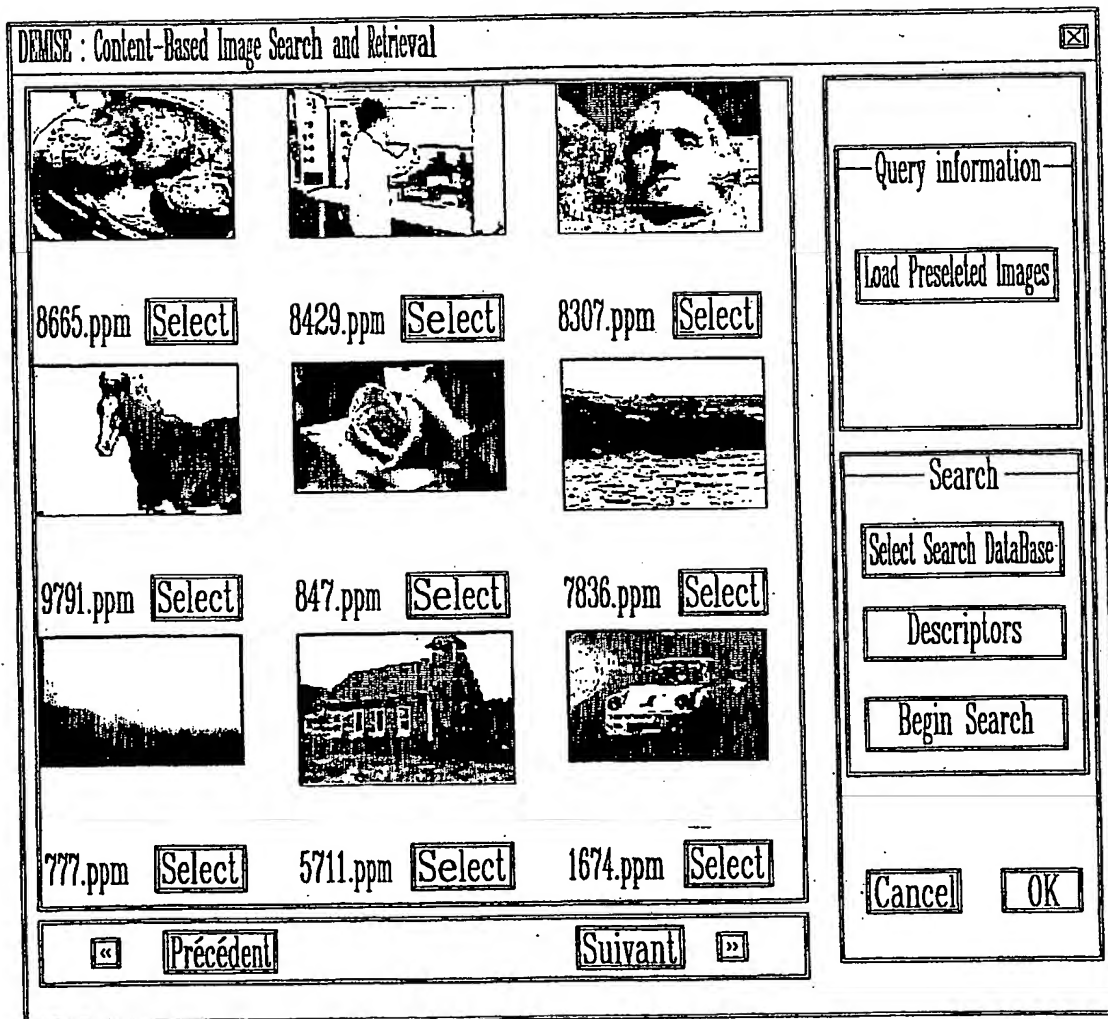 DEMISE : Content-Based Image Search and Retrieval
8665.ppm Select 8429.ppm Select 8307.ppm Select
9791.ppm Select 847.ppm Select 7836.ppm Select
777.ppm Select 5711.ppm Select 1674.ppm Select
« Précédent Suivant »
Query information
Load Preseleted Images
Search
Select Search DataBase
Descriptors
Begin Search
Cancel OK